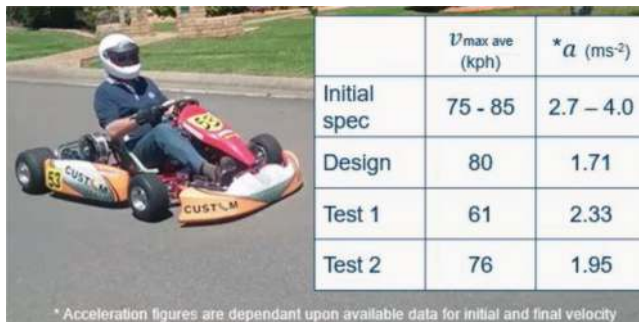 v max ave (kph)
*a (ms-2)
Initial spec
75 - 85
2.7 – 4.0
Design
80
1.71
Test 1
61
2.33
Test 2
76
1.95
53
53
CUSTOM
CUSTOM
* Acceleration figures are dependant upon available data for initial and final velocity